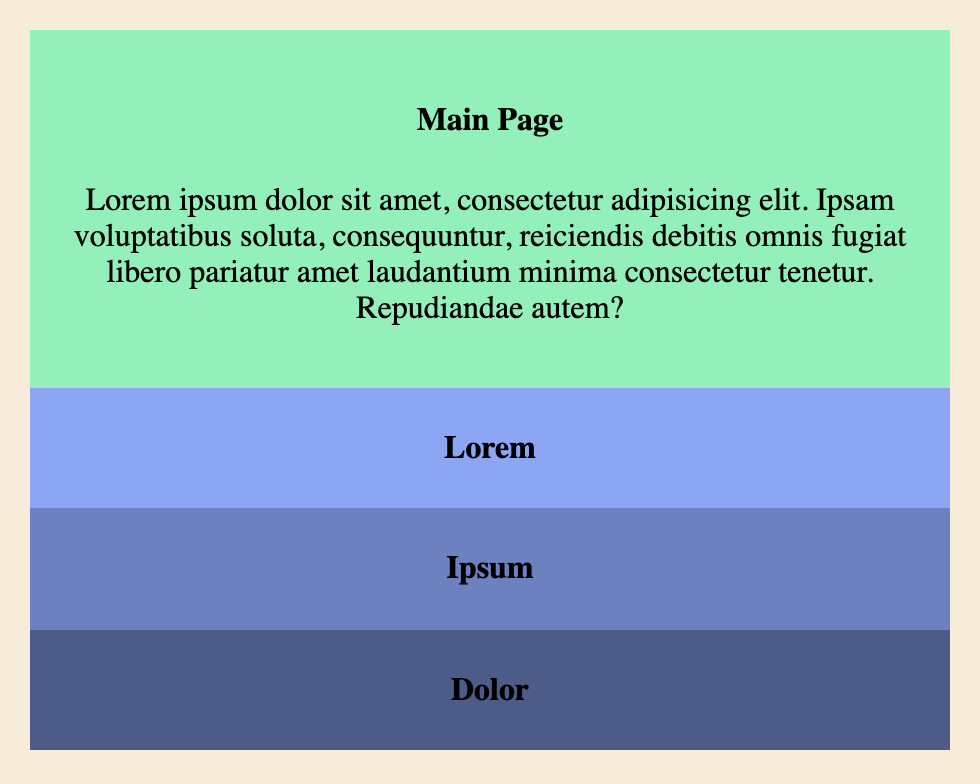 Main Page
Lorem ipsum dolor sit amet, consectetur adipisicing elit. Ipsam
voluptatibus soluta, consequuntur, reiciendis debitis omnis fugiat
libero pariatur amet laudantium minima consectetur tenetur.
Repudiandae autem?
Lorem
Ipsum
Dolor